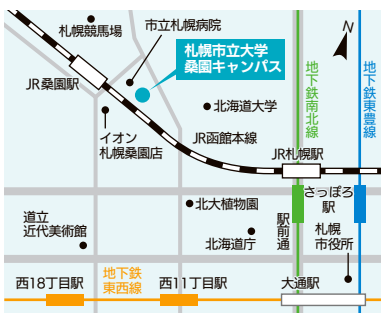 札幌競馬場
市立札幌病院
N
札幌市立大学
桑園キャンパス
JR桑園駅
地下鉄南北線
地下鉄東豊線
北海道大学
イオン
札幌桑園店
JR函館本線
JR札幌駅
さっぽろ
駅
北大植物園
駅前通
道立
近代美術館
北海道庁
札幌
市役所
西18丁目駅
地下鉄
東西線
西11丁目駅
大通駅